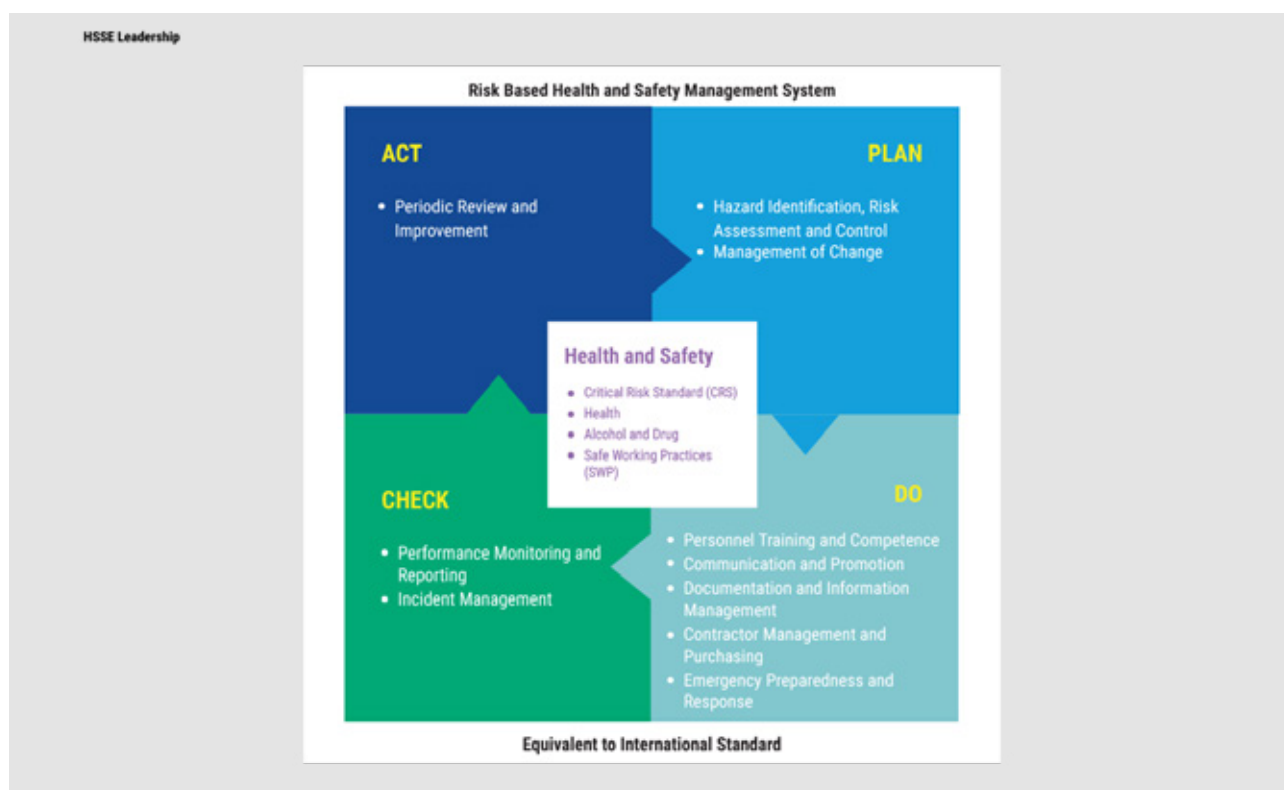 HSSE Leadership
Risk Based Health and Safety Management System
ACT
• Periodic Review and
Improvement
PLAN
• Hazard Identification, Risk
Assessment and Control
• Management of Change
Health and Safety
• Critical Risk Standard (CRS)
• Health
• Alcohol and Drug
• Safe Working Practices
(SWP)
CHECK
• Performance Monitoring and
Reporting
• Incident Management
DO
• Personnel Training and Competence
• Communication and Promotion
• Documentation and Information
Management
• Contractor Management and
Purchasing
• Emergency Preparedness and
Response
Equivalent to International Standard